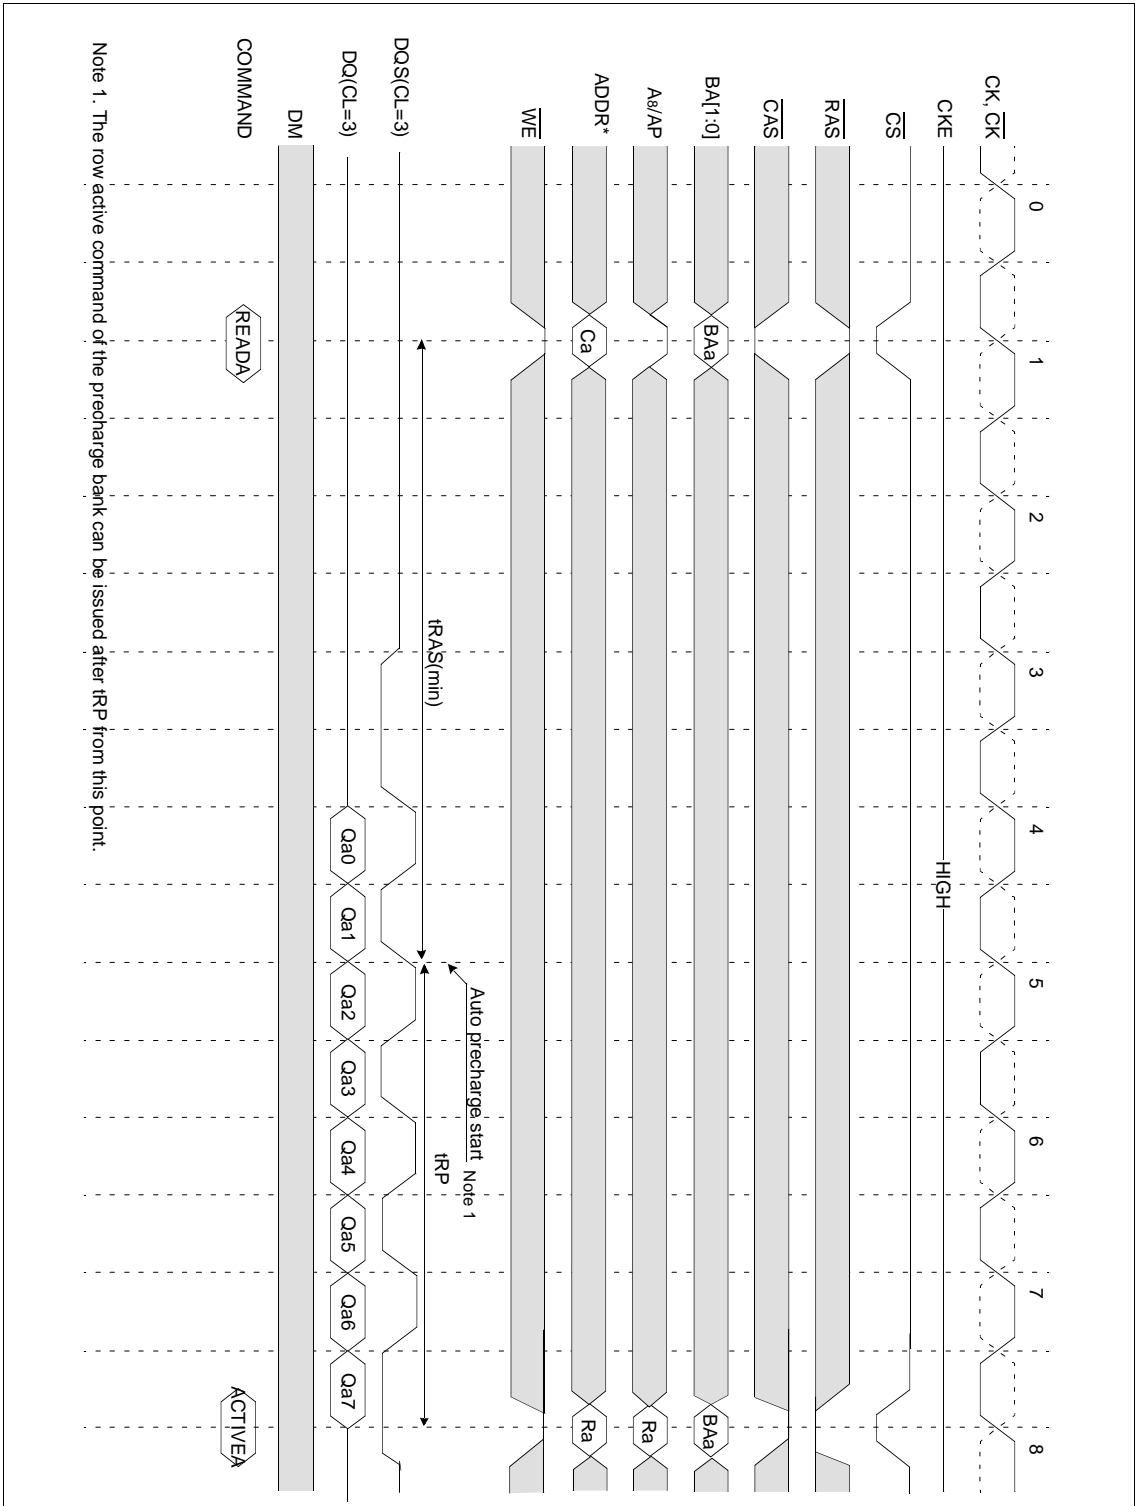 0 1 2 3 4 5 6 7 8
CK, CK
CKE HIGH
CS
RAS
CAS
BA[1:0] BAa BAa
A8/AP Ra
ADDR* Ca Ra
WE
Auto precharge start Note 1
tRAS(min) tRP
DQS(CL=3)
DQ(CL=3) Qa0 Qa1 Qa2 Qa3 Qa4 Qa5 Qa6 Qa7
DM
COMMAND READA ACTIVEA
Note 1. The row active command of the precharge bank can be issued after tRP from this point.